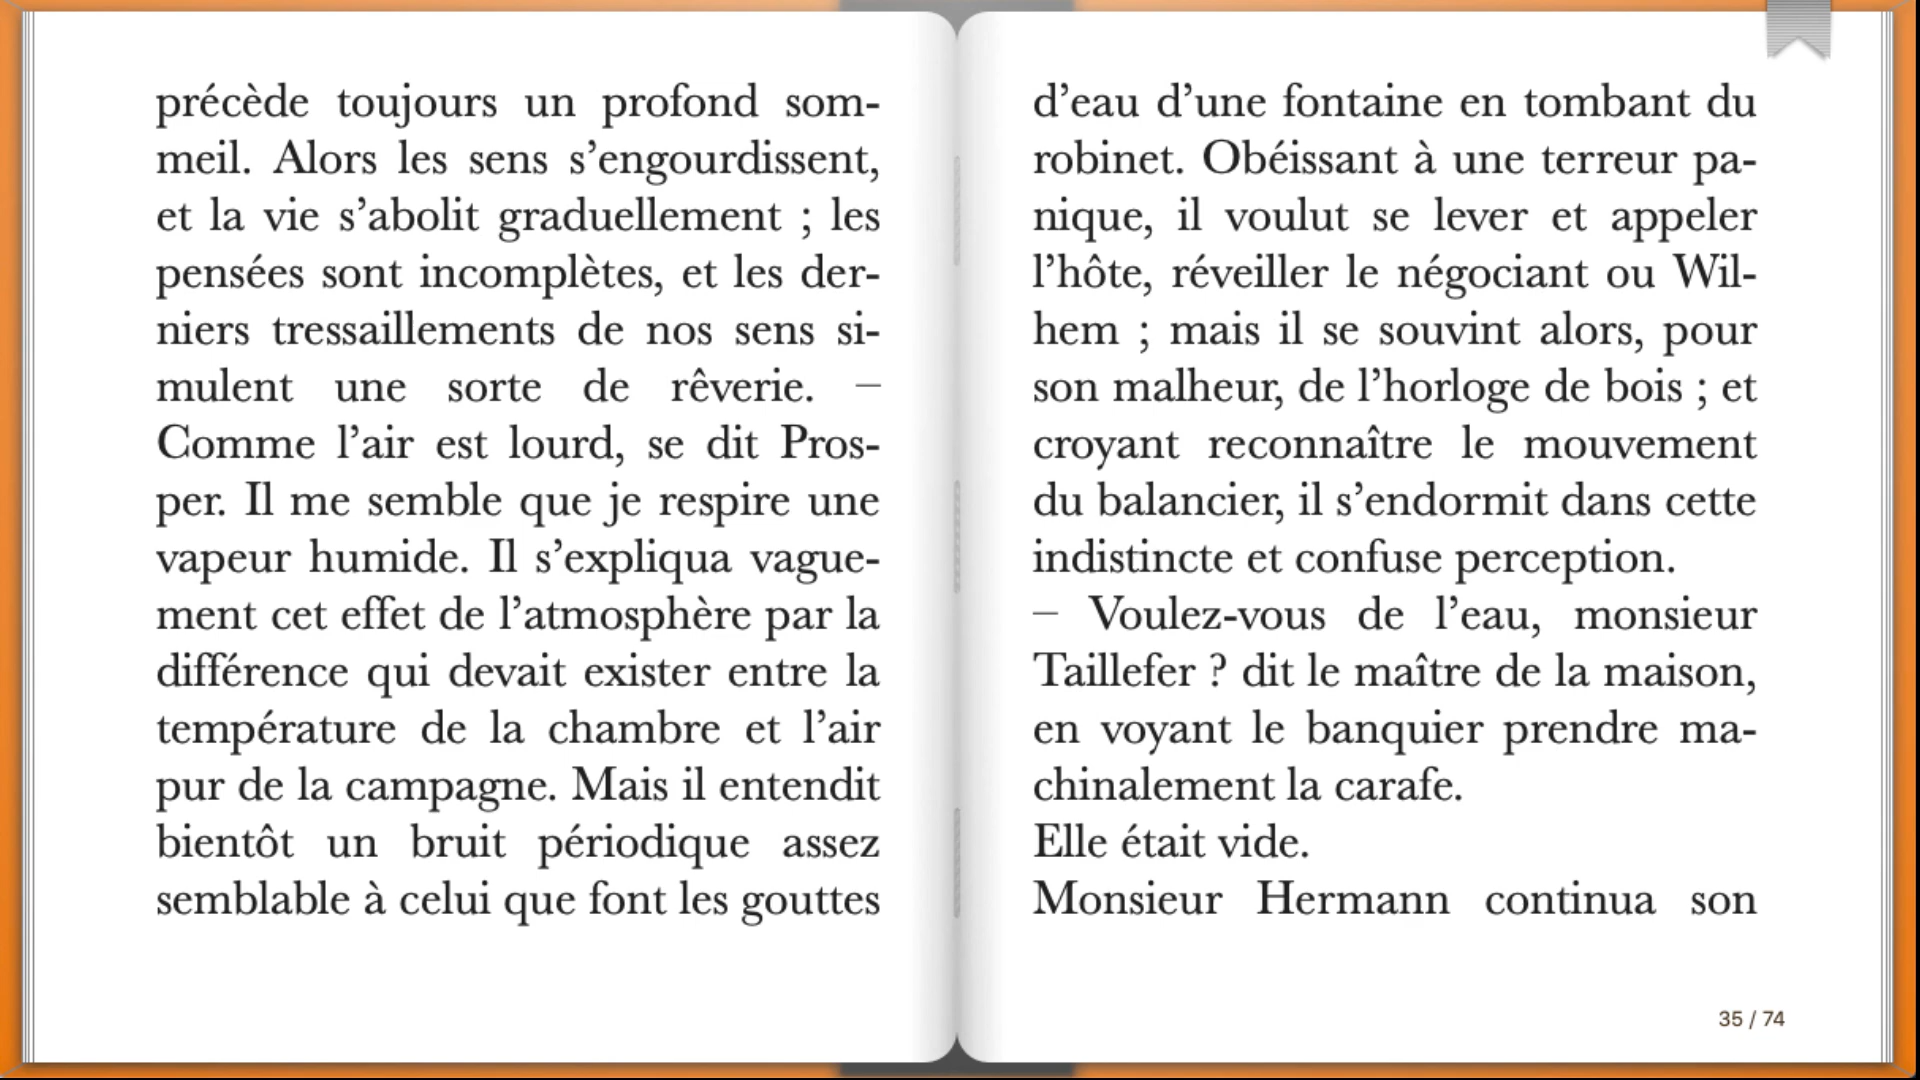 précède toujours un profond som-
meil. Alors les sens s’engourdissent,
et la vie s’abolit graduellement ; les
pensées sont incomplètes, et les der-
niers tressaillements de nos sens si-
mulent une sorte de rêverie. –
Comme l’air est lourd, se dit Pros-
per. Il me semble que je respire une
vapeur humide. Il s’expliqua vague-
ment cet effet de l’atmosphère par la
différence qui devait exister entre la
température de la chambre et l’air
pur de la campagne. Mais il entendit
bientôt un bruit périodique assez
semblable à celui que font les gouttes
d’eau d’une fontaine en tombant du
robinet. Obéissant à une terreur pa-
nique, il voulut se lever et appeler
l’hôte, réveiller le négociant ou Wil-
hem ; mais il se souvint alors, pour
son malheur, de l’horloge de bois ; et
croyant reconnaître le mouvement
du balancier, il s’endormit dans cette
indistincte et confuse perception.
– Voulez-vous de l’eau, monsieur
Taillefer ? dit le maître de la maison,
en voyant le banquier prendre ma-
chinalement la carafe.
Elle était vide.
Monsieur Hermann continua son
35 / 74